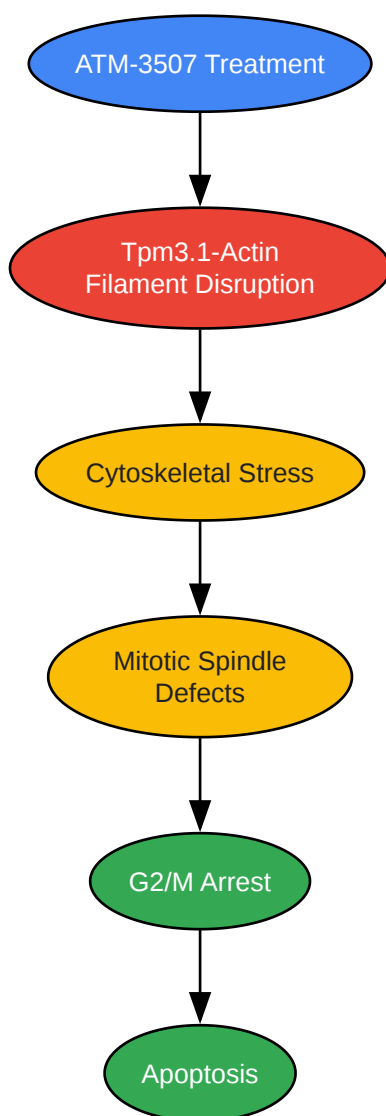 ATM-3507 Treatment
Tpm3.1-Actin
Filament Disruption
Cytoskeletal Stress
Mitotic Spindle
Defects
G2/M Arrest
Apoptosis